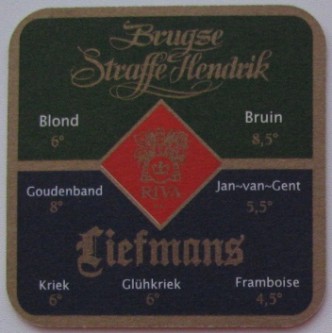 Brugse
Straffe Hendrik
Blond
6°
Bruin
8,5°
RIVA
Goudenband
8°
Jan-van-Gent
5,5°
Liefmans
Kriek
6°
Glühkriek
6°
Framboise
4,5°